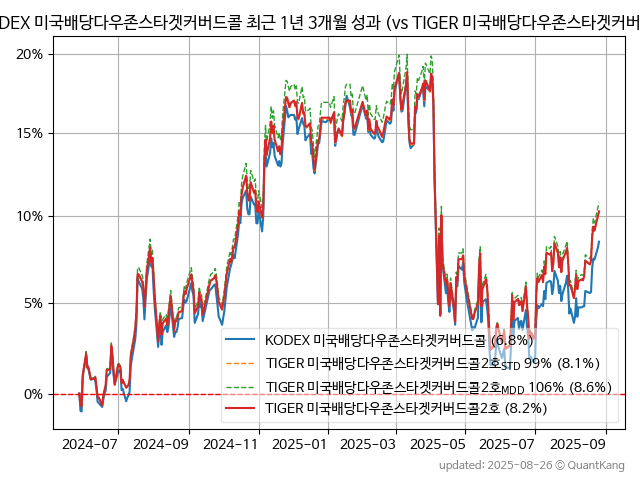 DEX 미국배당다우존스타겟커버드콜 최근 1년 3개월 성과 (vs TIGER 미국배당다우존스타겟커버
20%
15%
10%
5%
0%
KODEX 미국배당다우존스타겟커버드콜 (6.8%)
TIGER 미국배당다우존스타겟커버드콜2호STD 99% (8.1%)
TIGER 미국배당다우존스타겟커버드콜2호MDD 106% (8.6%)
TIGER 미국배당다우존스타겟커버드콜2호 (8.2%)
2024-07 2024-09 2024-11 2025-01 2025-03 2025-05 2025-07 2025-09
updated: 2025-08-26 © QuantKang